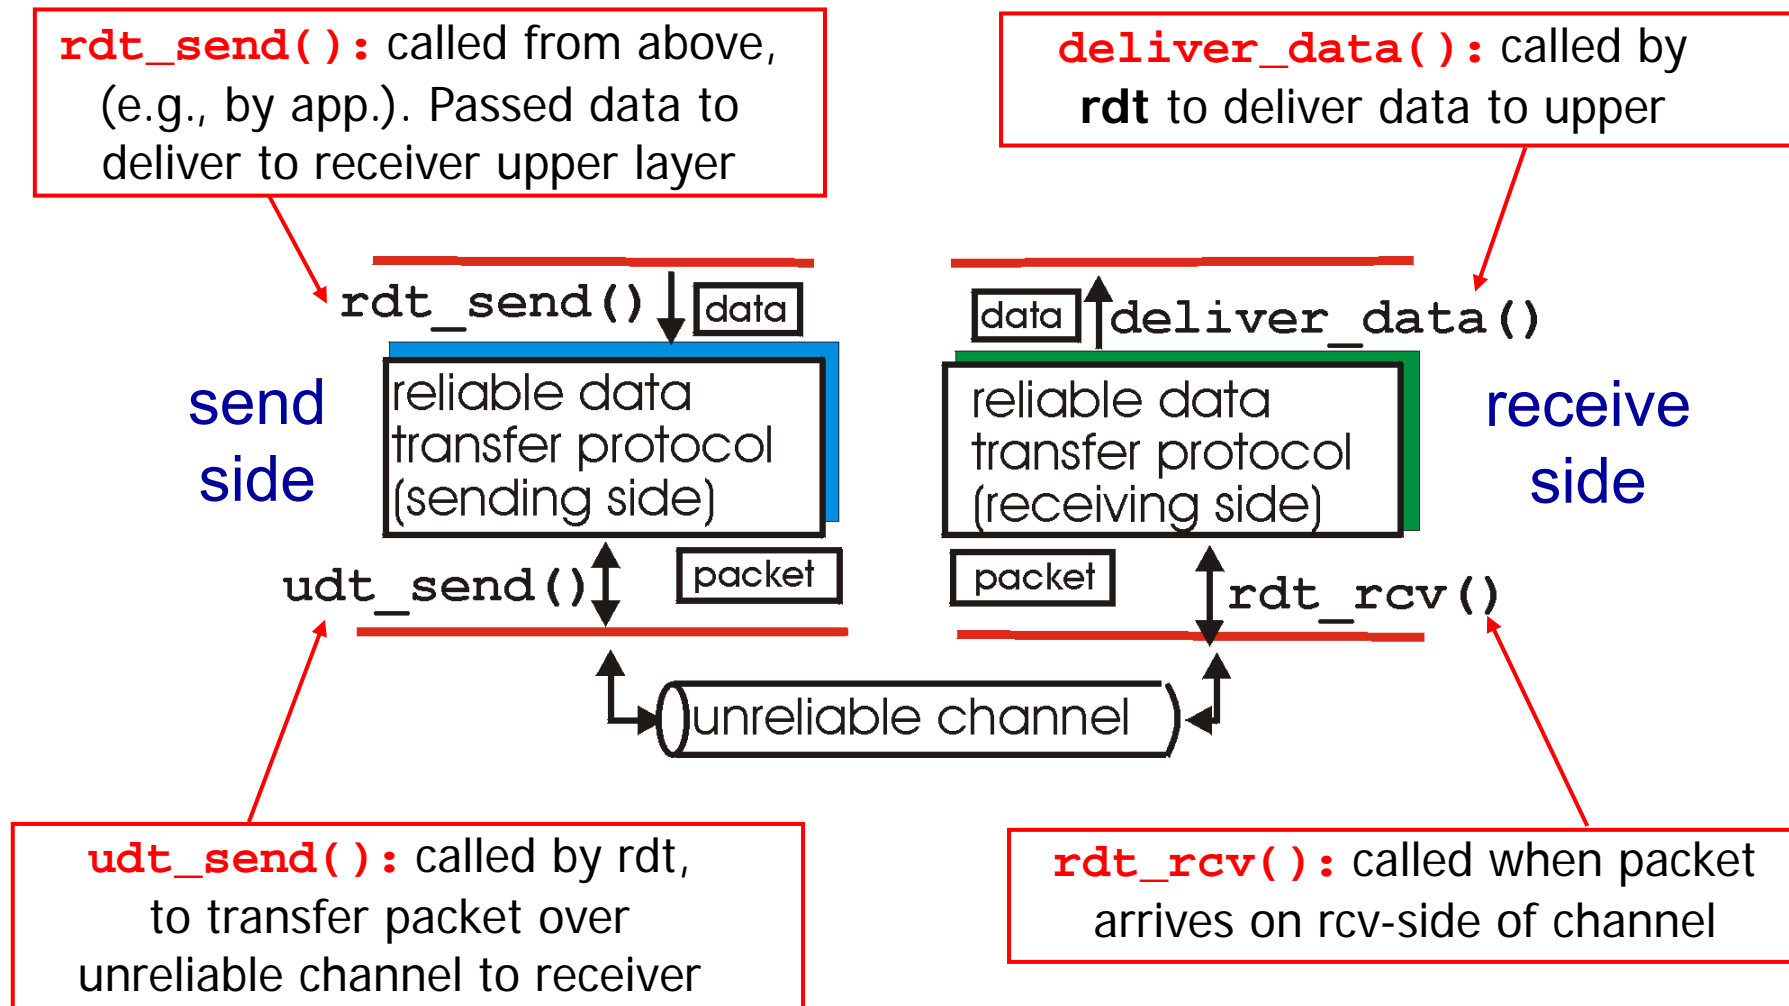 rdt_send(): called from above,
(e.g., by app.). Passed data to
deliver to receiver upper layer
deliver_data(): called by
rdt to deliver data to upper
rdt_send()
data
data
deliver_data()
send
side
reliable data
transfer protocol
(sending side)
reliable data
transfer protocol
(receiving side)
receive
side
udt_send()
packet
packet
rdt_rcv()
unreliable channel
udt_send(): called by rdt,
to transfer packet over
unreliable channel to receiver
rdt_rcv(): called when packet
arrives on rcv-side of channel